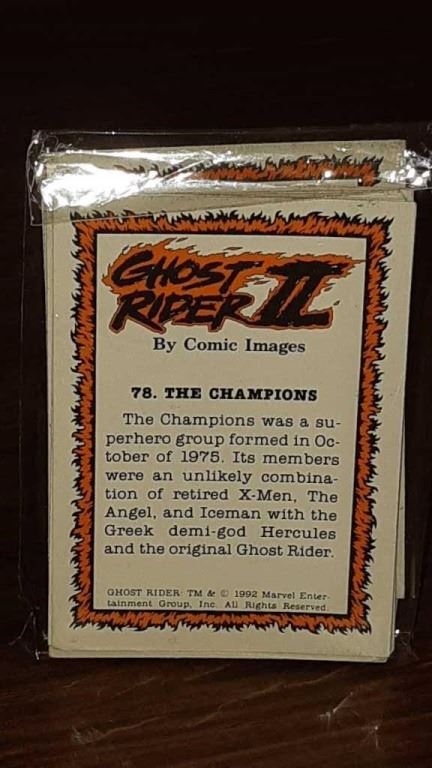 GHOST
RIDER II
By Comic Images
78. THE CHAMPIONS
The Champions was a su-
perhero group formed in Oc-
tober of 1975. Its members
were an unlikely combina-
tion of retired X-Men, The
Angel, and Iceman with the
Greek demi-god Hercules
and the original Ghost Rider.
GHOST RIDER TM & © 1992 Marvel Enter-
tainment Group, Inc. All Rights Reserved.